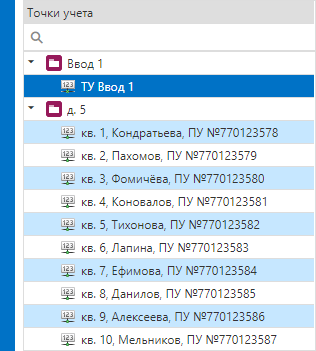 Точки учета
Ввод 1
ТУ Ввод 1
д. 5
кв. 1, Кондратьева, ПУ №770123578
кв. 2, Пахомов, ПУ №770123579
кв. 3, Фомичёва, ПУ №770123580
кв. 4, Коновалов, ПУ №770123581
кв. 5, Тихонова, ПУ №770123582
кв. 6, Лапина, ПУ №770123583
кв. 7, Ефимова, ПУ №770123584
кв. 8, Данилов, ПУ №770123585
кв. 9, Алексеева, ПУ №770123586
кв. 10, Мельников, ПУ №770123587